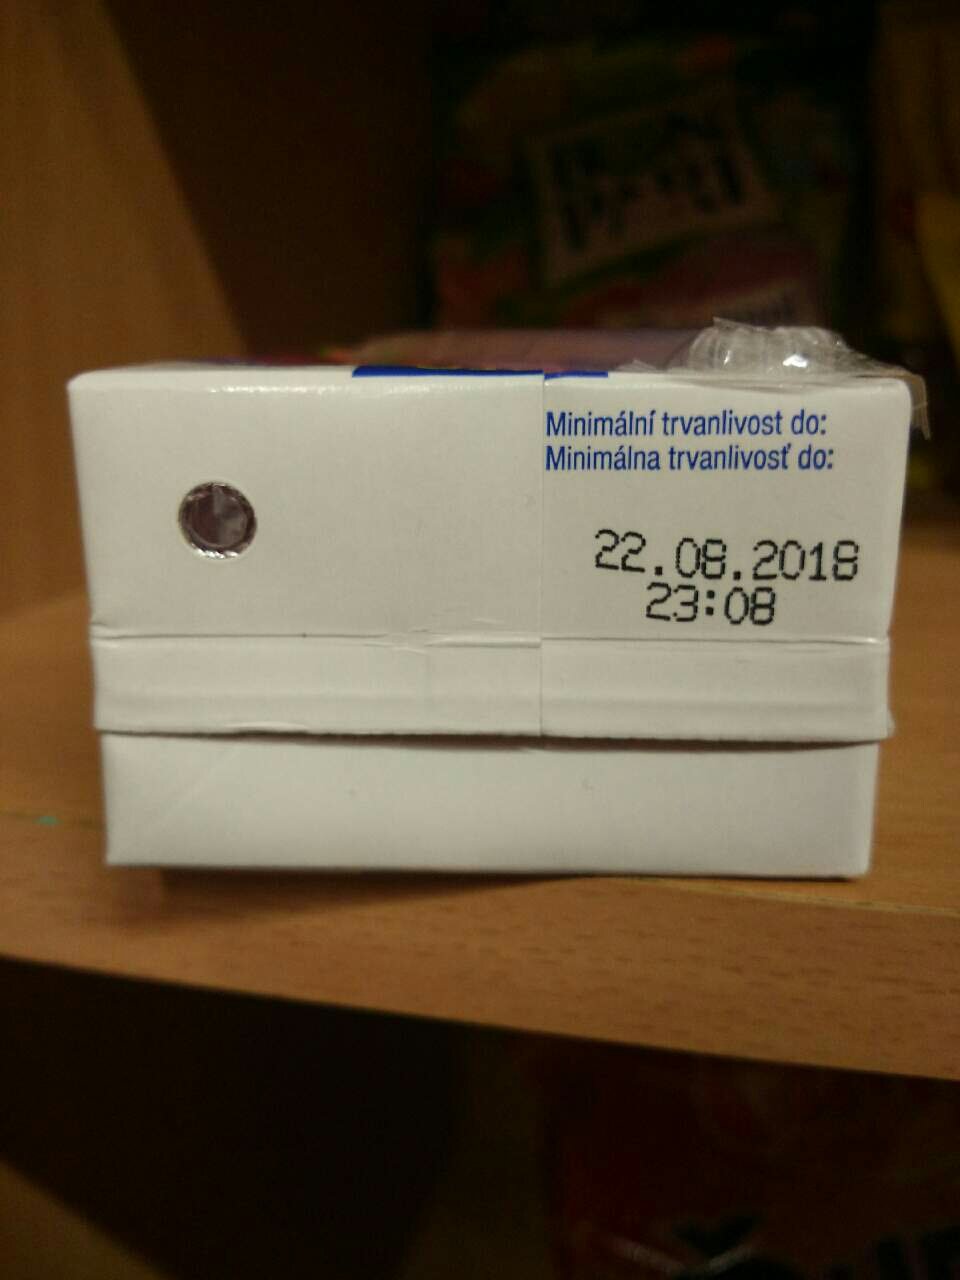 Minimální trvanlivost do:
Minimálna trvanlivosť do:
22.08.2018
23:08